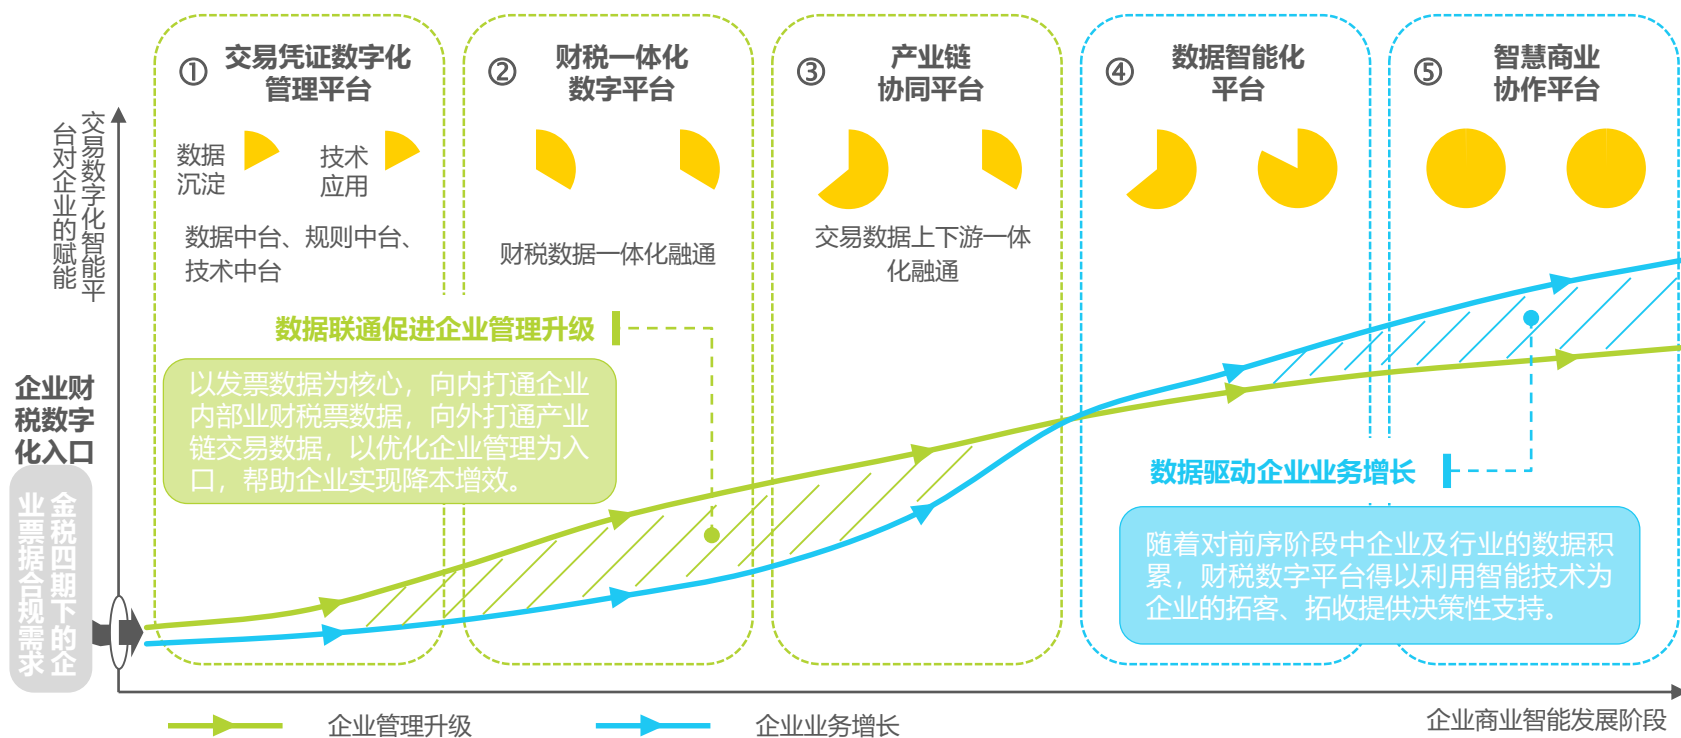 ①
交易凭证数字化
管理平台
②
财税一体化
数字平台
③
产业链
协同平台
④
数据智能化
平台
⑤
智慧商业
协作平台
交易数字化智能平
台对企业的赋能
数据
沉淀
技术
应用
数据中台、规则中台、
技术中台
财税数据一体化融通
交易数据上下游一体
化融通
数据联通促进企业管理升级
以发票数据为核心，向内打通企业
内部业财税票数据，向外打通产业
链交易数据，以优化企业管理为入
口，帮助企业实现降本增效。
企业财
税数字
化入口
金税四期下的企
业票据合规需求
数据驱动企业业务增长
随着对前序阶段中企业及行业的数据积
累，财税数字平台得以利用智能技术为
企业的拓客、拓收提供决策性支持。
企业管理升级
企业业务增长
企业商业智能发展阶段